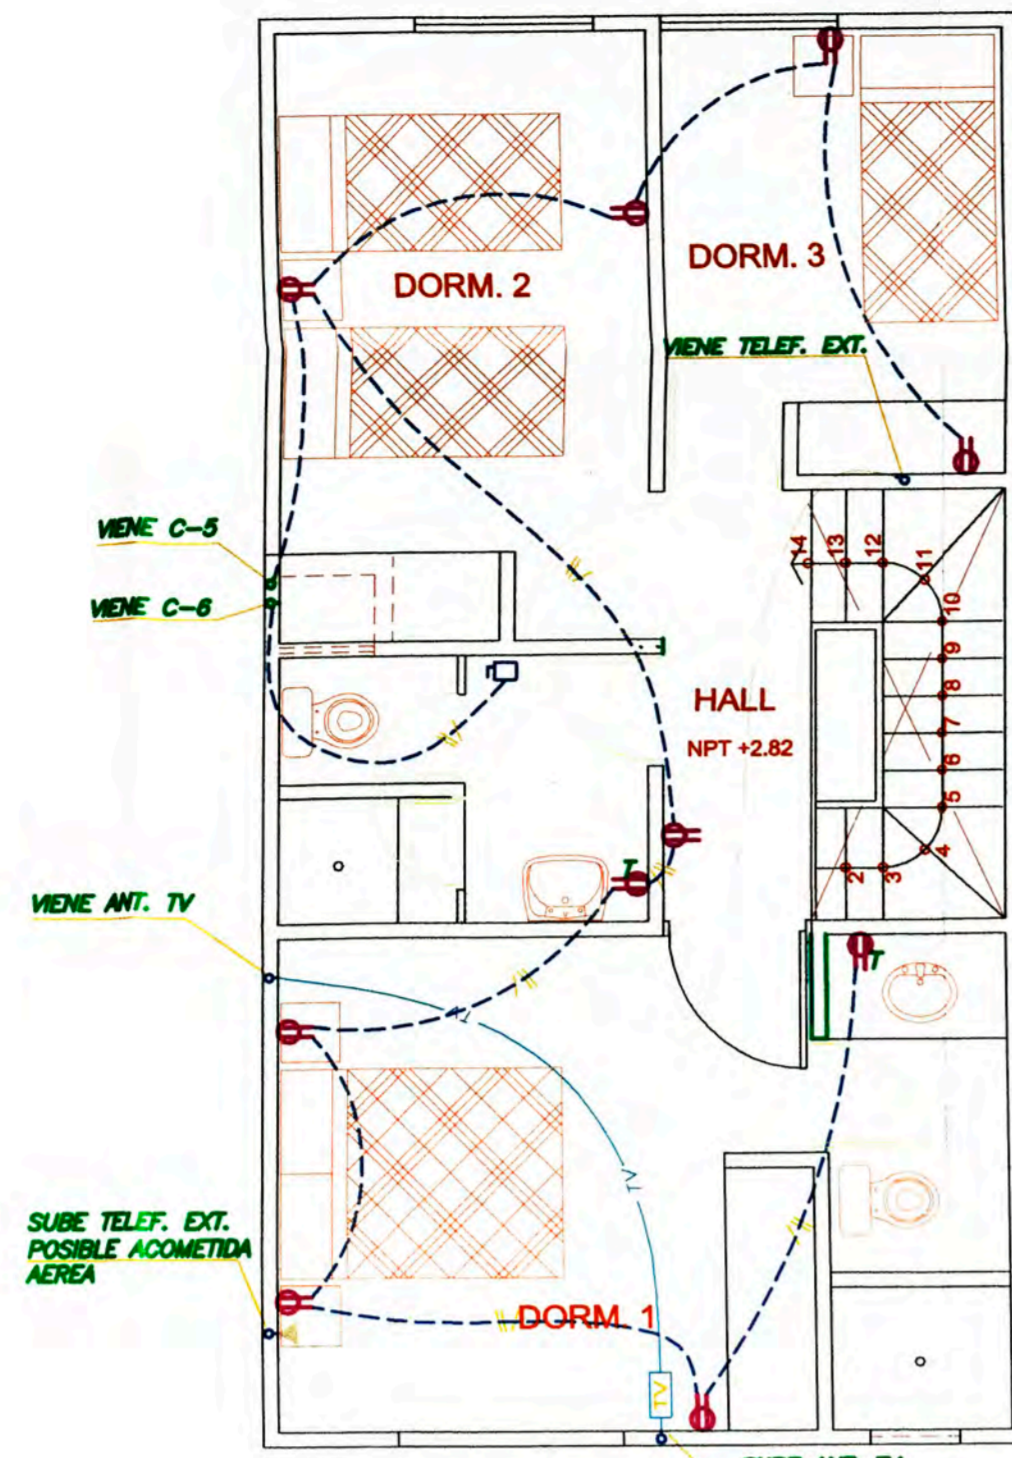 DORM. 2
DORM. 3
VIENE TELEF. EXT.
VIENE C-5
VIENE C-6
14
13
12
11
10
9
8
7
6
5
4
3
2
HALL
NPT +2.82
T
VIENE ANT. TV
T
TV
TV
SUBE TELEF. EXT.
POSIBLE ACOMETIDA
AEREA
DORM. 1
TV